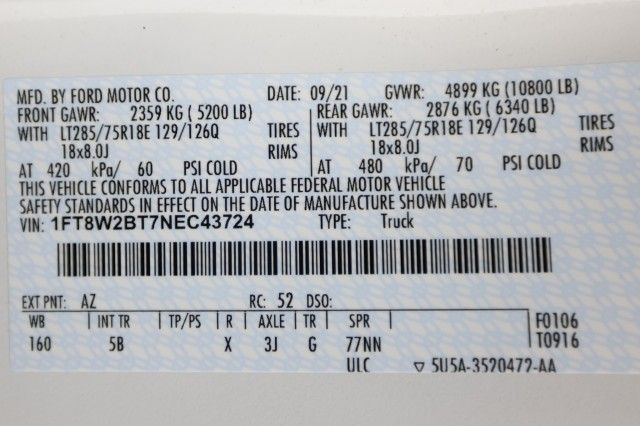 MFD. BY FORD MOTOR CO. DATE: 09/21 GVWR: 4899 KG (10800 LB)
FRONT GAWR: 2359 KG ( 5200 LB) REAR GAWR: 2876 KG ( 6340 LB)
WITH LT285/75R18E 129/126Q TIRES WITH LT285/75R18E 129/126Q TIRES
18x8.0J RIMS 18x8.0J RIMS
AT 420 kPa/ 60 PSI COLD AT 480 kPa/ 70 PSI COLD
THIS VEHICLE CONFORMS TO ALL APPLICABLE FEDERAL MOTOR VEHICLE
SAFETY STANDARDS IN EFFECT ON THE DATE OF MANUFACTURE SHOWN ABOVE.
VIN: 1FT8W2BT7NEC43724 TYPE: Truck
EXT PNT: AZ RC: 52 DSO:
WB | INT TR | TP/PS | R | AXLE | TR | SPR | F0106
160 5B X 3J G 77NN T0916
ULC ▽ 5U5A-3520472-AA